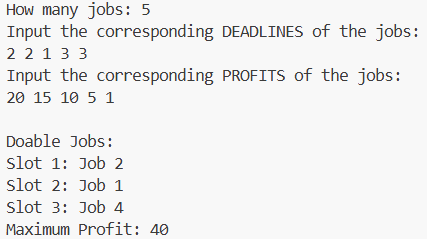 How many jobs: 5
Input the corresponding DEADLINES of the jobs:
2 2 1 3 3
Input the corresponding PROFITS of the jobs:
20 15 10 5 1
Doable Jobs:
Slot 1: Job 2
Slot 2: Job 1
Slot 3: Job 4
Maximum Profit: 40